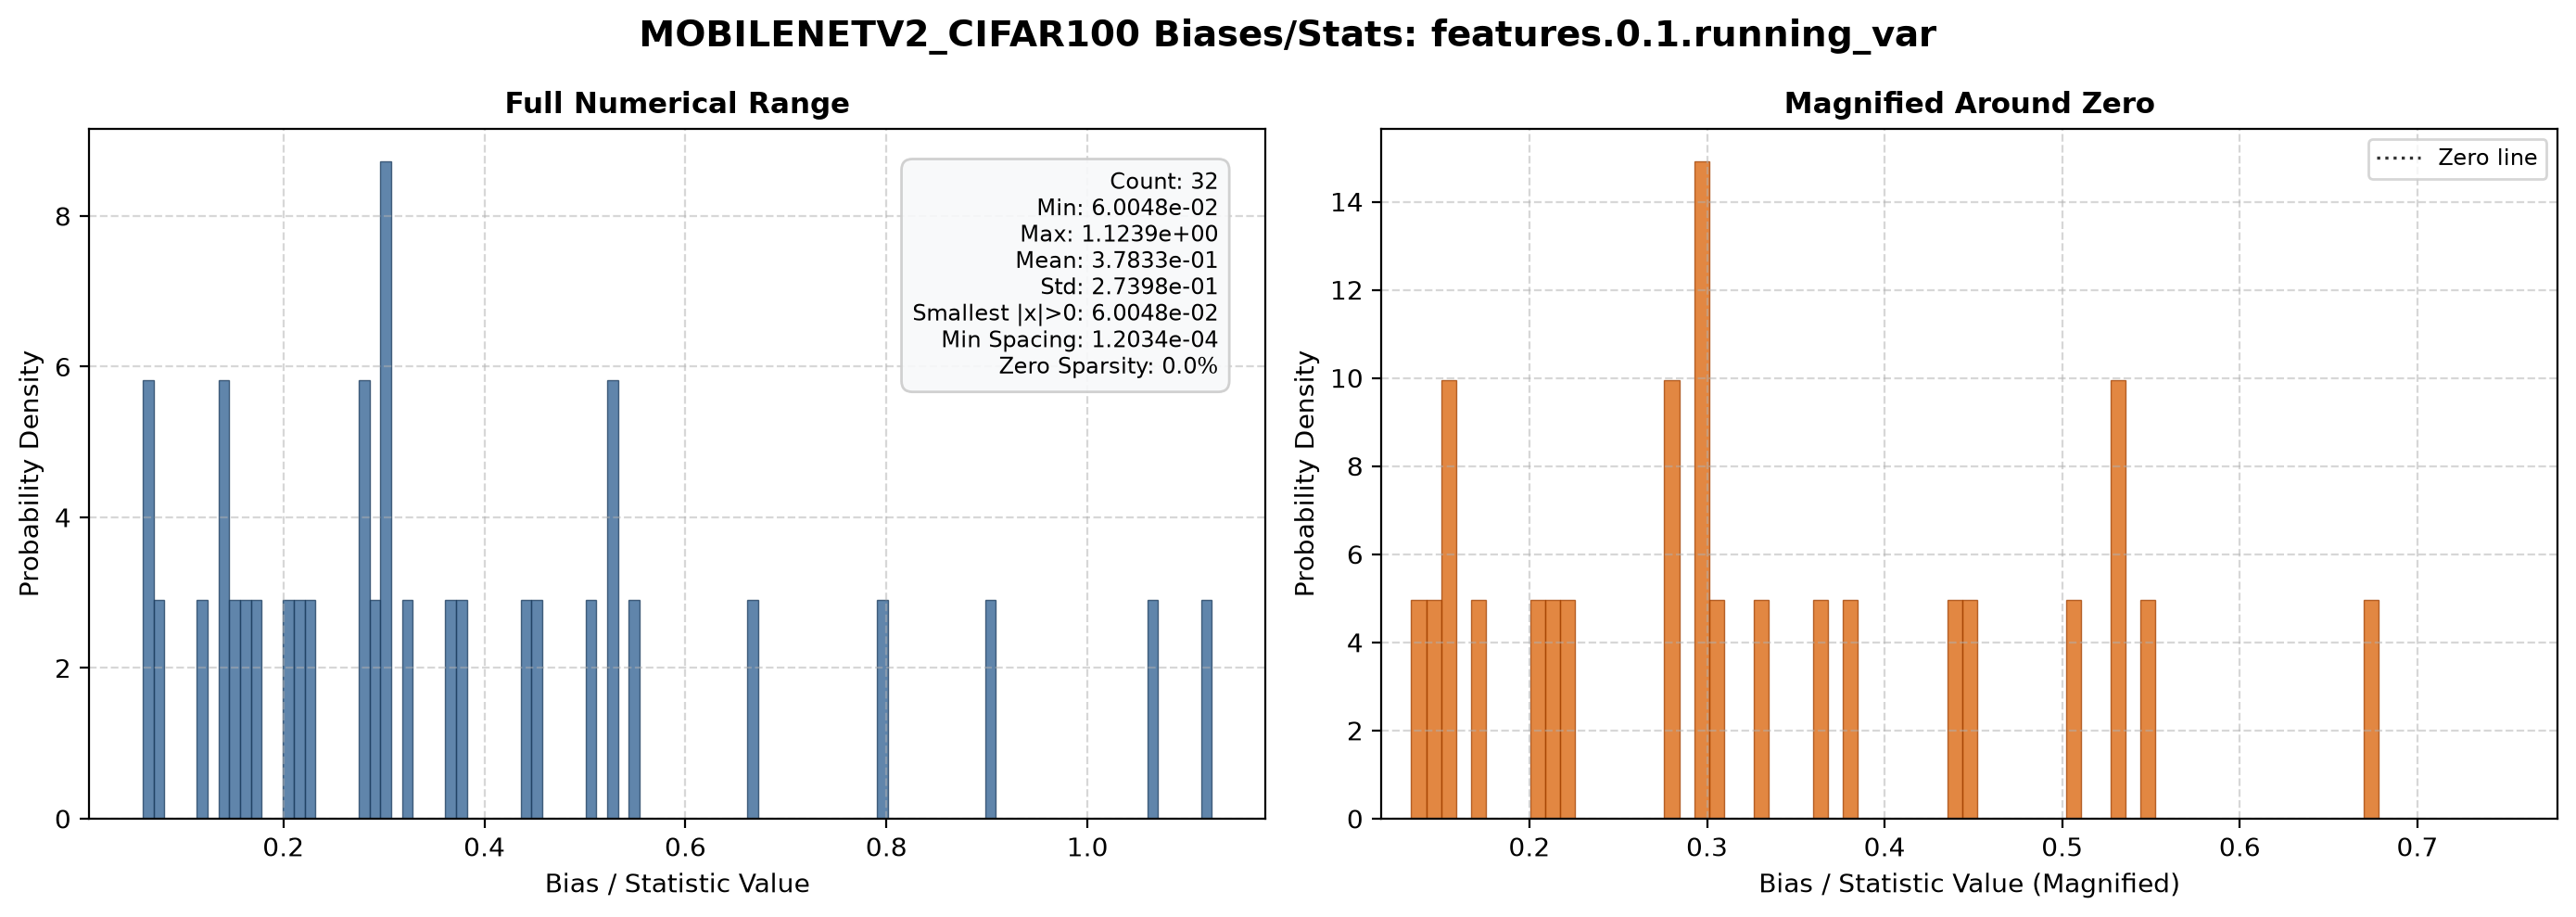 MOBILENETV2_CIFAR100 Biases/Stats: features.0.1.running_var
Full Numerical Range
Probability Density
8
6
4
2
0
Count: 32
Min: 6.0048e-02
Max: 1.1239e+00
Mean: 3.7833e-01
Std: 2.7398e-01
Smallest |x|>0: 6.0048e-02
Min Spacing: 1.2034e-04
Zero Sparsity: 0.0%
0.2 0.4 0.6 0.8 1.0
Bias / Statistic Value
Magnified Around Zero
Probability Density
14
12
10
8
6
4
2
0
Zero line
0.2 0.3 0.4 0.5 0.6 0.7
Bias / Statistic Value (Magnified)